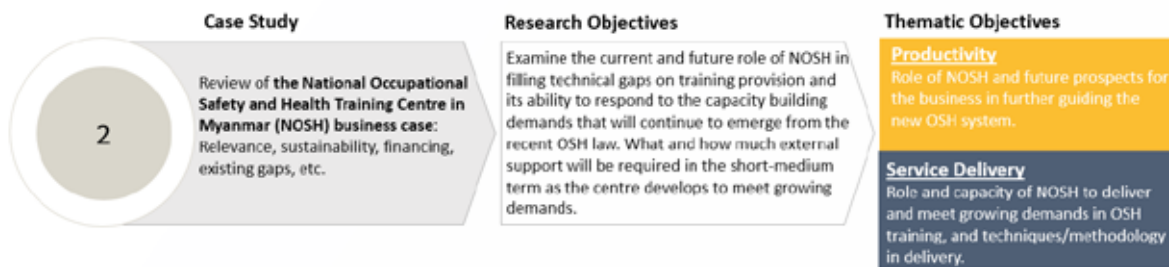 Case Study
Research Objectives
Thematic Objectives
2
Review of the National Occupational
Safety and Health Training Centre in
Myanmar (NOSH) business case:
Relevance, sustainability, financing,
existing gaps, etc.
Examine the current and future role of NOSH in
filling technical gaps on training provision and
its ability to respond to the capacity building
demands that will continue to emerge from the
recent OSH law. What and how much external
support will be required in the short-medium
term as the centre develops to meet growing
demands.
Productivity
Role of NOSH and future prospects for
the business in further guiding the
new OSH system.
Service Delivery
Role and capacity of NOSH to deliver
and meet growing demands in OSH
training, and techniques/methodology
in delivery.